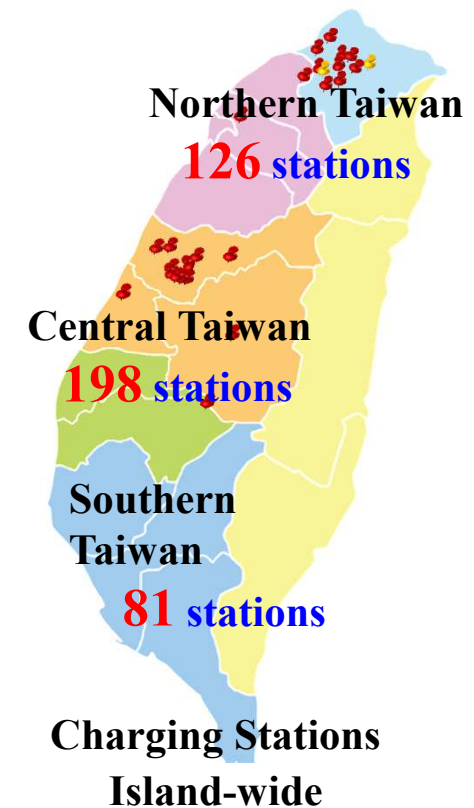 Northern Taiwan
126 stations
Central Taiwan
198 stations
Southern
Taiwan
81 stations
Charging Stations
Island-wide